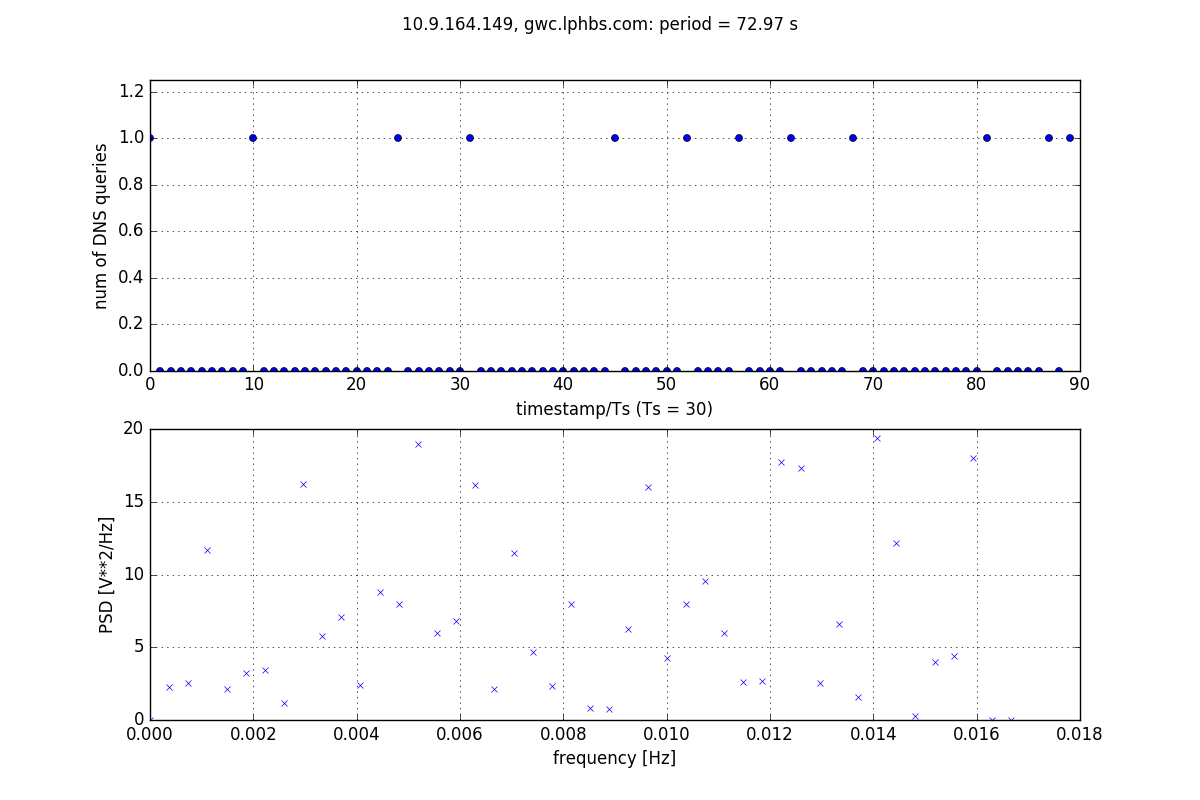 10.9.164.149, gwc.lphbs.com: period = 72.97 s
1.2
1.0
0.8
0.6
0.4
0.2
0.0
num of DNS queries
0 10 20 30 40 50 60 70 80 90
timestamp/Ts (Ts = 30)
20
15
10
5
0
PSD [V**2/Hz]
0.000 0.002 0.004 0.006 0.008 0.010 0.012 0.014 0.016 0.018
frequency [Hz]